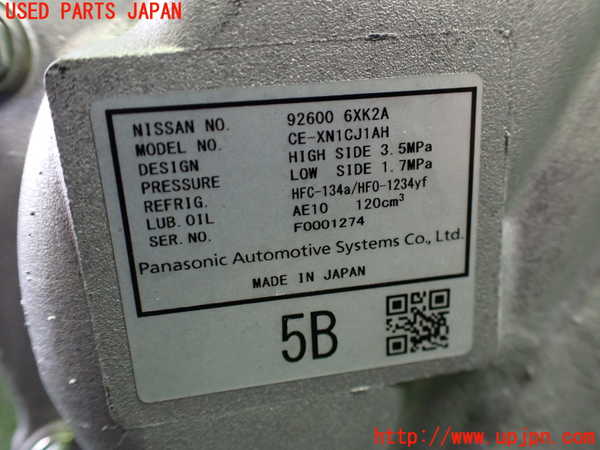 USED PARTS JAPAN
NISSAN NO. 92600 6XK2A
MODEL NO. CE-XN1CJ1AH
DESIGN HIGH SIDE 3.5MPa
PRESSURE LOW SIDE 1.7MPa
REFRIG. HFC-134a/HFO-1234yf
LUB. OIL AE10 120cm³
SER. NO. F0001274
Panasonic Automotive Systems Co., Ltd.
MADE IN JAPAN
5B
http://www.upjpn.com/